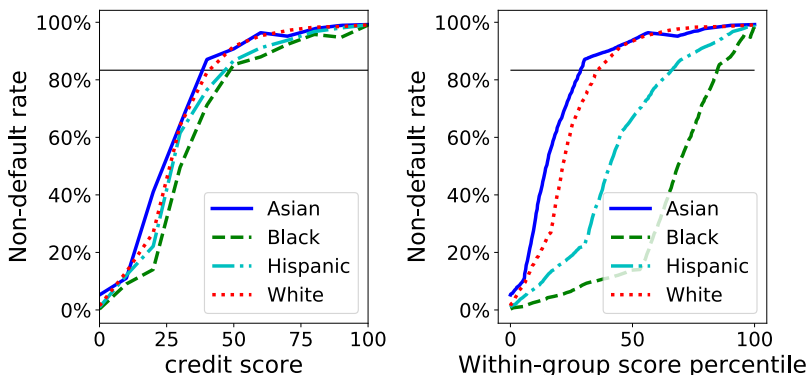 100%
80%
60%
40%
20%
0%
Non-default rate
0
25
50
75
100
credit score
Asian
Black
Hispanic
White
100%
80%
60%
40%
20%
0%
Non-default rate
0
50
100
Within-group score percentile
Asian
Black
Hispanic
White